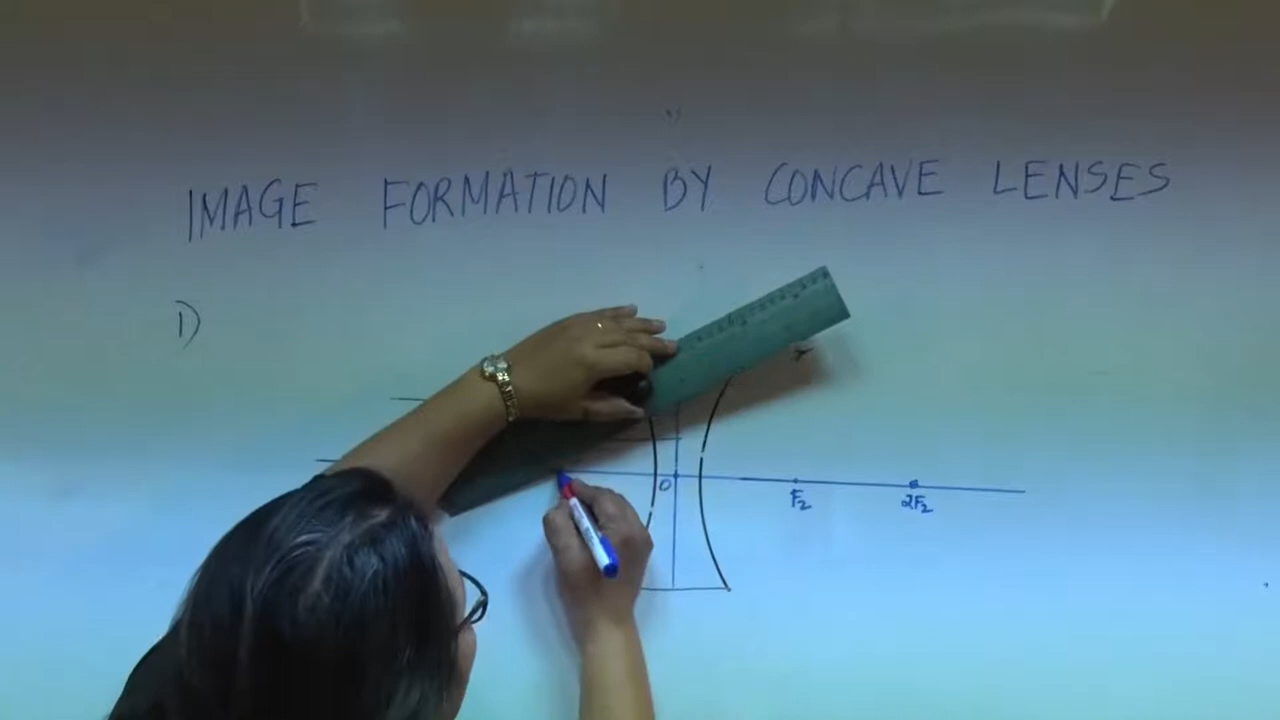 IMAGE FORMATION BY CONCAVE LENSES
1)
O
F₂
2F₂